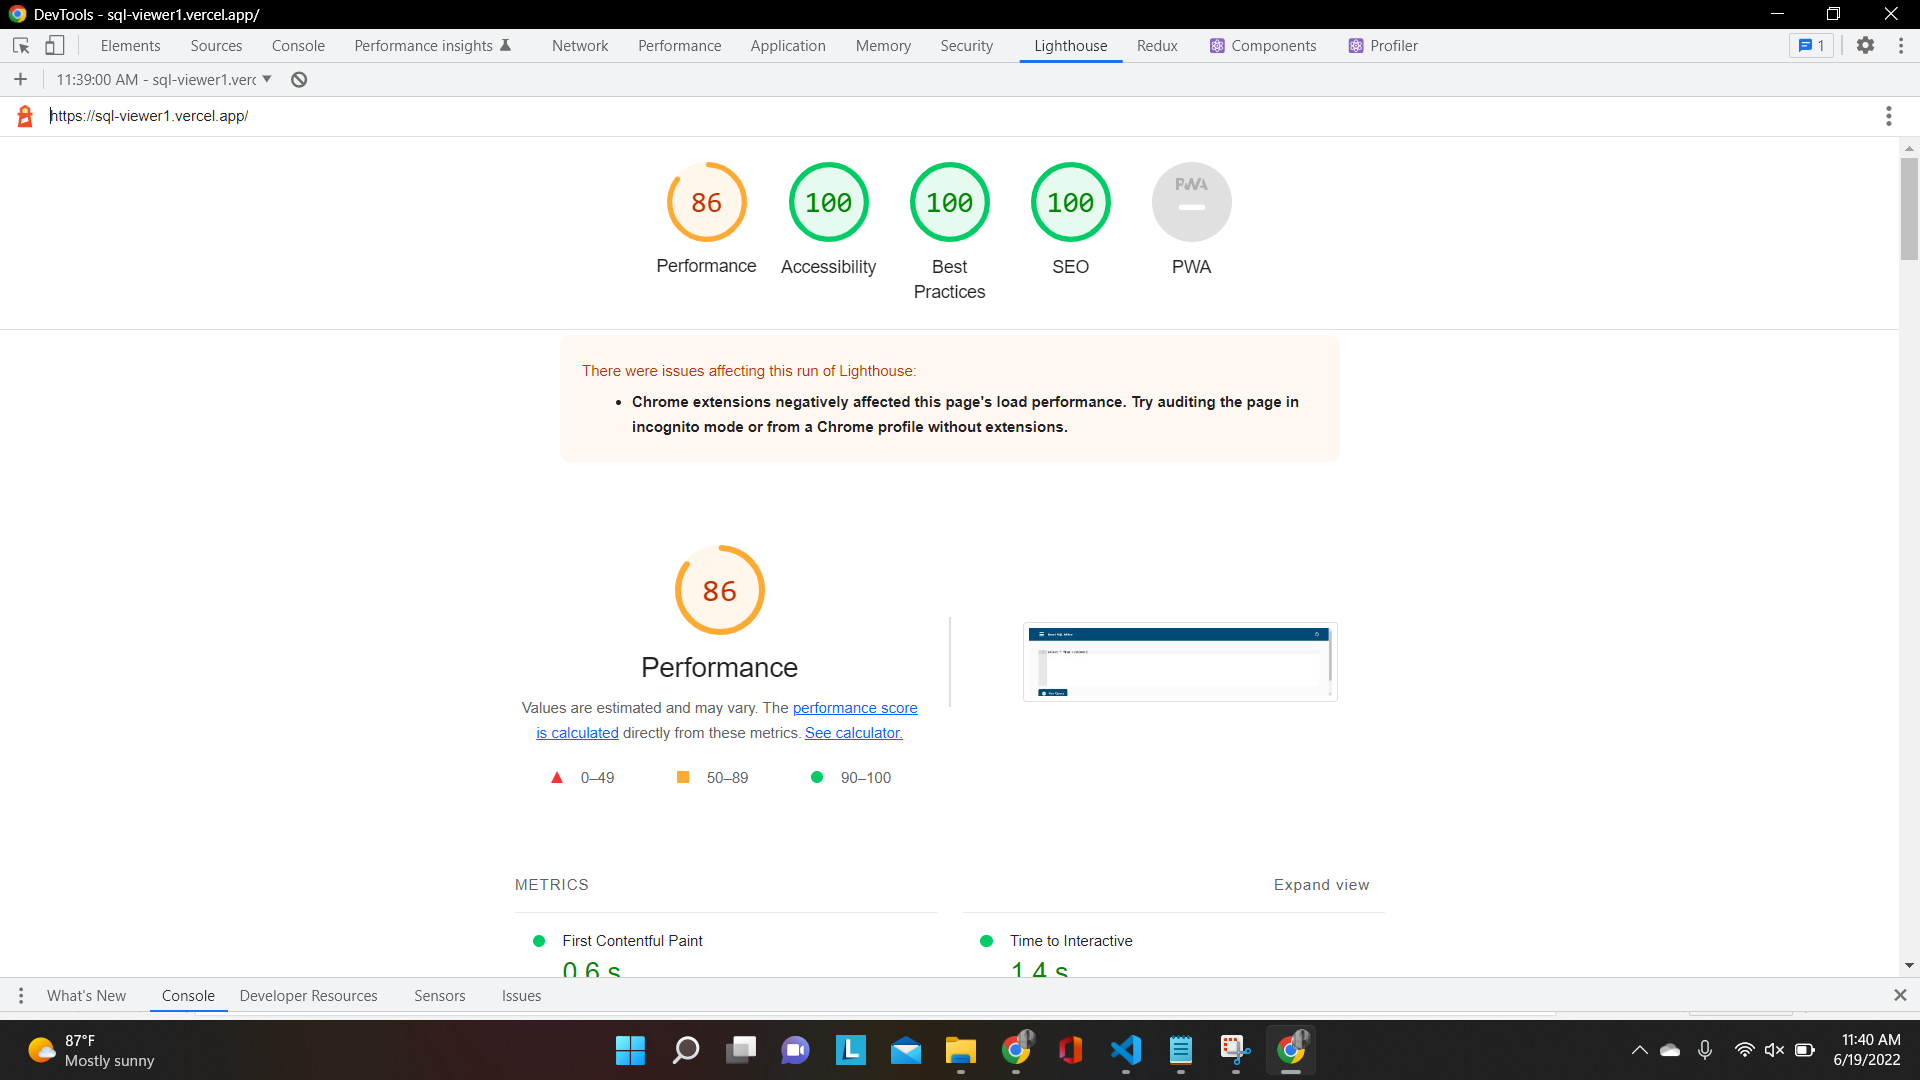 DevTools - sql-viewer1.vercel.app/
Elements Sources Console Performance insights Network Performance Application Memory Security Lighthouse Redux Components Profiler 1
11:39:00 AM - sql-viewer1.verc
https://sql-viewer1.vercel.app/
86 100 100 100 PWA
Performance Accessibility Best Practices SEO PWA
There were issues affecting this run of Lighthouse:
• Chrome extensions negatively affected this page's load performance. Try auditing the page in
incognito mode or from a Chrome profile without extensions.
86
Performance
Values are estimated and may vary. The performance score
is calculated directly from these metrics. See calculator.
0–49 50–89 90–100
METRICS Expand view
First Contentful Paint Time to Interactive
0.6 s 1.4 s
What's New Console Developer Resources Sensors Issues
87°F
Mostly sunny
11:40 AM
6/19/2022